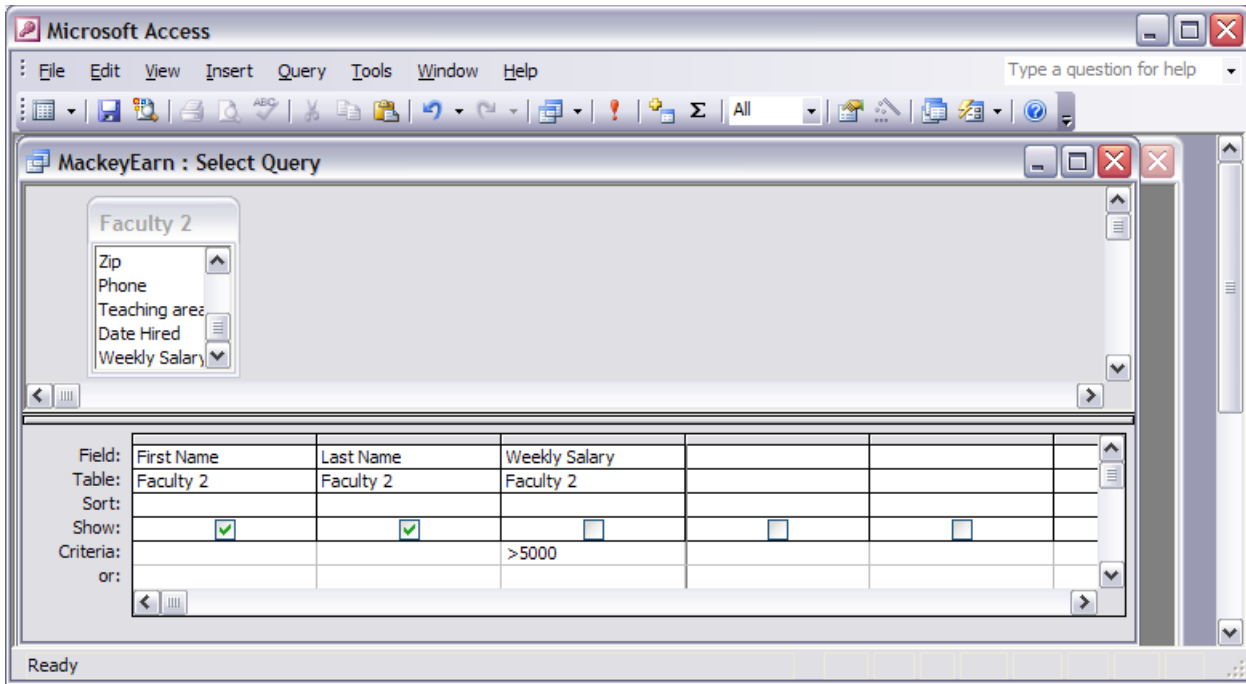 Microsoft Access
File Edit View Insert Query Tools Window Help Type a question for help
ABC Σ All
MackeyEarn : Select Query
Faculty 2
Zip
Phone
Teaching area
Date Hired
Weekly Salary
Field: First Name Last Name Weekly Salary
Table: Faculty 2 Faculty 2 Faculty 2
Sort:
Show:
Criteria: >5000
or:
Ready